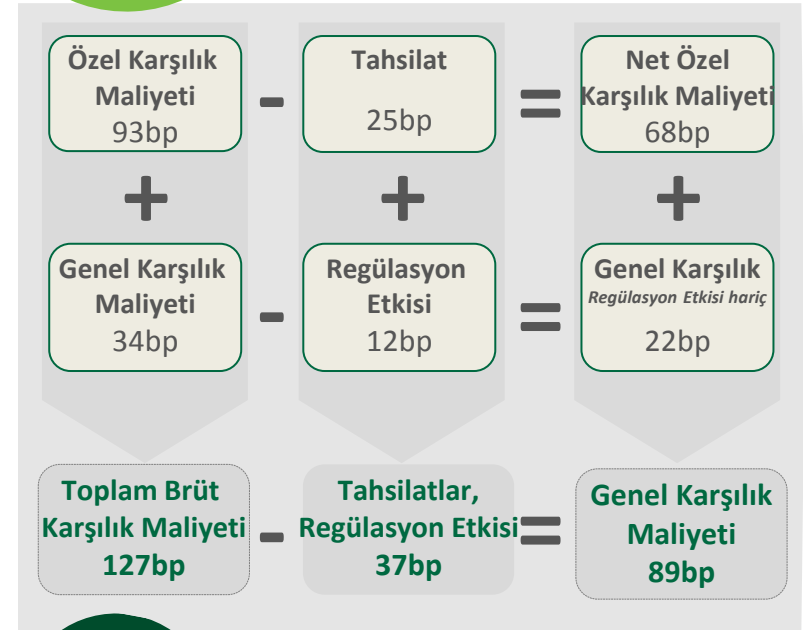 Özel Karşılık
Maliyeti
93bp
-
Tahsilat
25bp
=
Net Özel
Karşılık Maliyeti
68bp
+
+
+
Genel Karşılık
Maliyeti
34bp
-
Regülasyon
Etkisi
12bp
=
Genel Karşılık
Regülasyon Etkisi hariç
22bp
Toplam Brüt
Karşılık Maliyeti
127bp
-
Tahsilatlar,
Regülasyon Etkisi
37bp
=
Genel Karşılık
Maliyeti
89bp